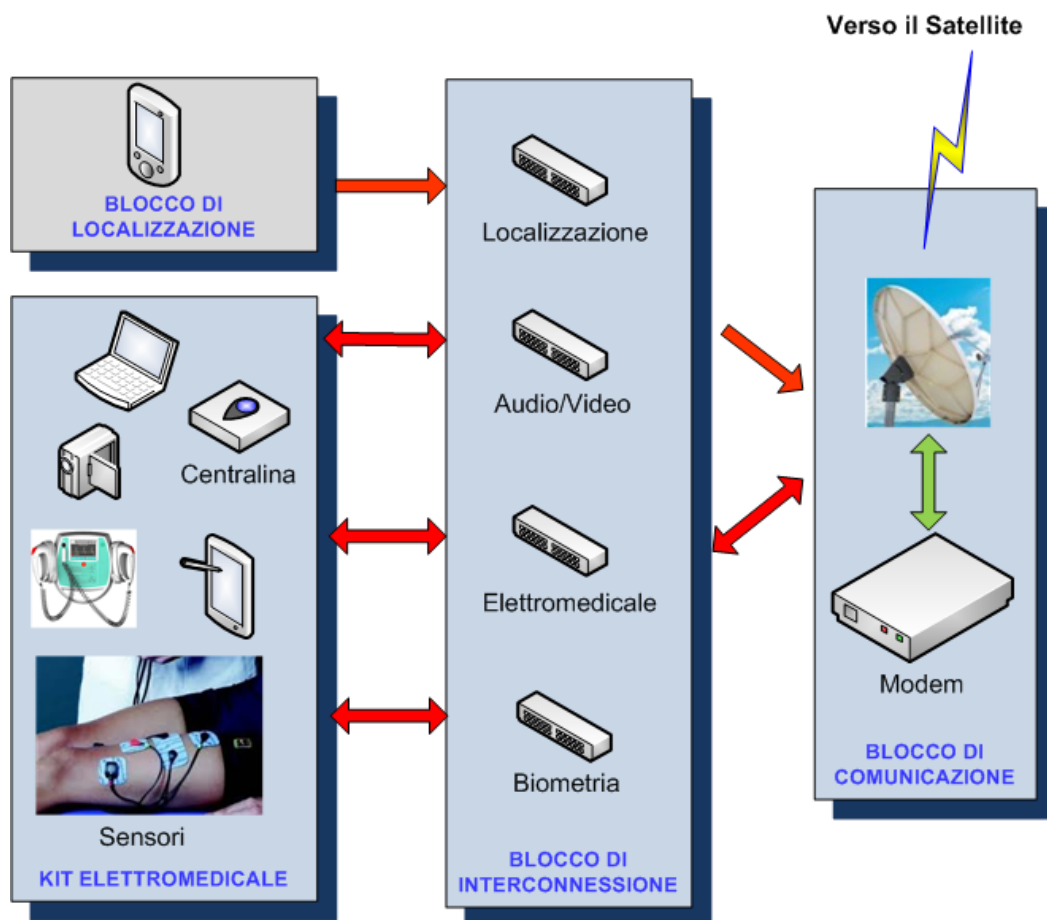 Verso il Satellite
BLOCCO DI
LOCALIZZAZIONE
Centralina
Sensori
KIT ELETTROMEDICALE
Localizzazione
Audio/Video
Elettromedicale
Biometria
BLOCCO DI
INTERCONNESSIONE
Modem
BLOCCO DI
COMUNICAZIONE